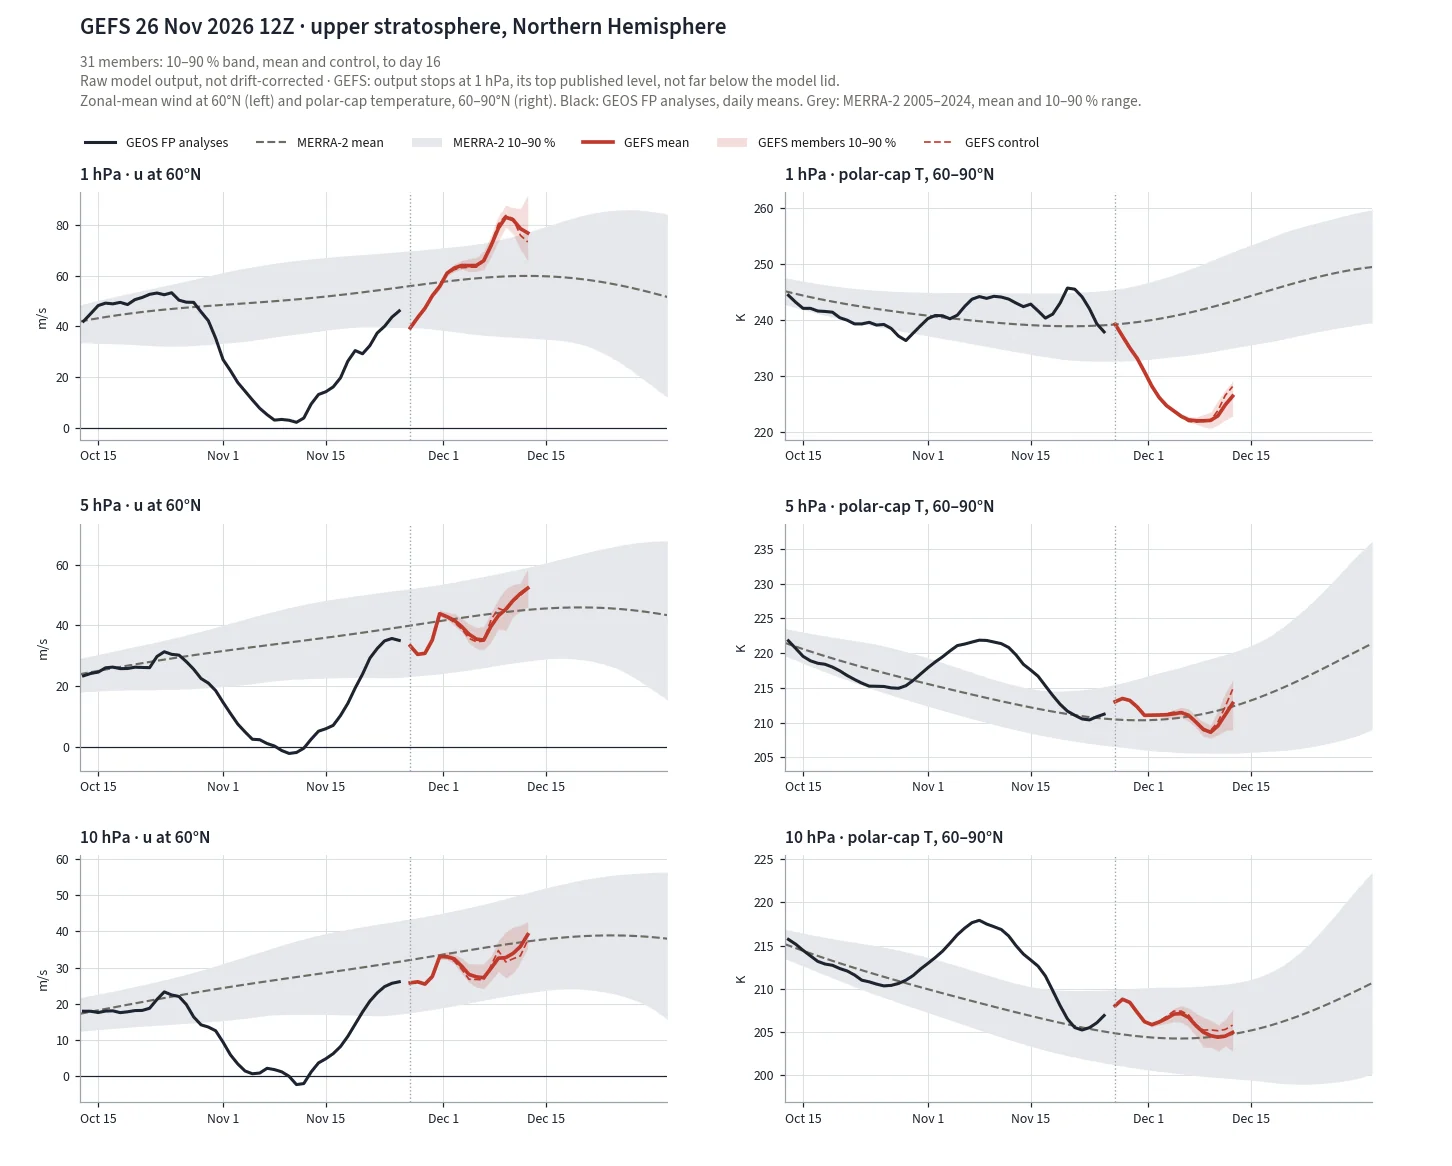 GEFS 26 Nov 2026 12Z · upper stratosphere, Northern Hemisphere
31 members: 10–90 % band, mean and control, to day 16
Raw model output, not drift-corrected · GEFS: output stops at 1 hPa, its top published level, not far below the model lid.
Zonal-mean wind at 60°N (left) and polar-cap temperature, 60–90°N (right). Black: GEOS FP analyses, daily means. Grey: MERRA-2 2005–2024, mean and 10–90 % range.
GEOS FP analyses MERRA-2 mean MERRA-2 10–90 % GEFS mean GEFS members 10–90 % GEFS control
1 hPa · u at 60°N
m/s
80
60
40
20
0
Oct 15 Nov 1 Nov 15 Dec 1 Dec 15
1 hPa · polar-cap T, 60–90°N
K
260
250
240
230
220
Oct 15 Nov 1 Nov 15 Dec 1 Dec 15
5 hPa · u at 60°N
m/s
60
40
20
0
Oct 15 Nov 1 Nov 15 Dec 1 Dec 15
5 hPa · polar-cap T, 60–90°N
K
235
230
225
220
215
210
205
Oct 15 Nov 1 Nov 15 Dec 1 Dec 15
10 hPa · u at 60°N
m/s
60
50
40
30
20
10
0
Oct 15 Nov 1 Nov 15 Dec 1 Dec 15
10 hPa · polar-cap T, 60–90°N
K
225
220
215
210
205
200
Oct 15 Nov 1 Nov 15 Dec 1 Dec 15